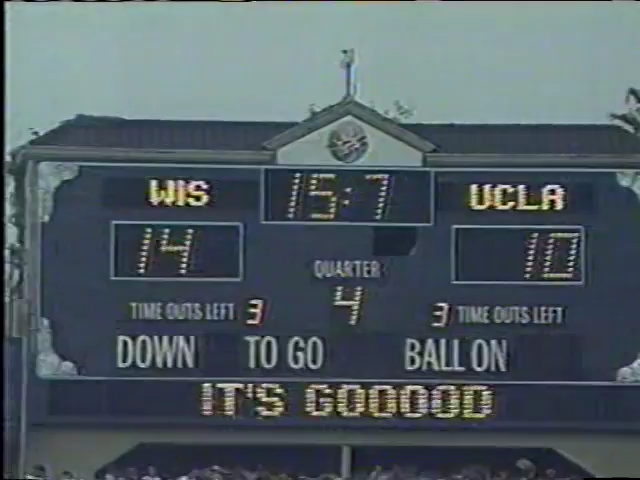 WIS 15:7 UCLA
14 10
QUARTER
TIME OUTS LEFT 3 4 3 TIME OUTS LEFT
DOWN TO GO BALL ON
IT'S GOOOOOD